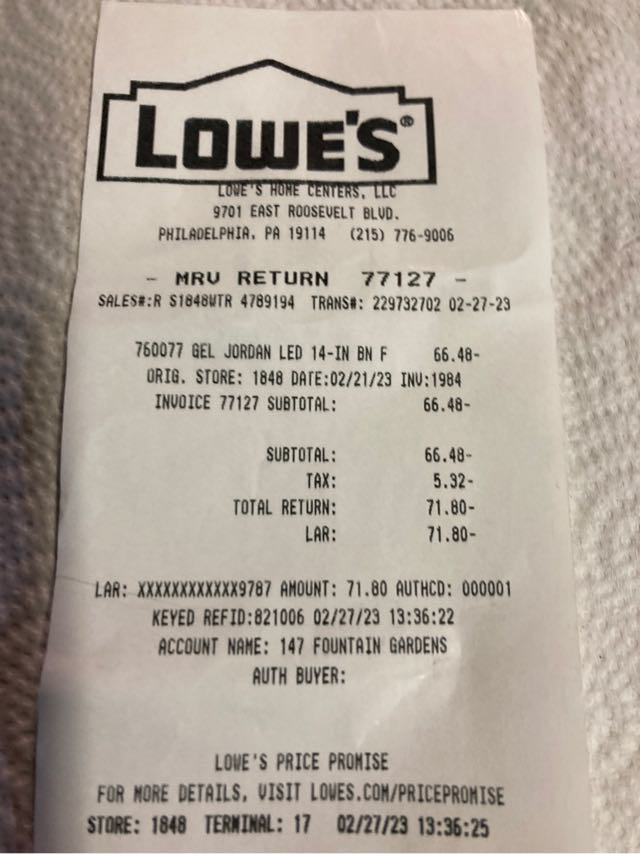 LOWE'S®
LOWE'S HOME CENTERS, LLC
9701 EAST ROOSEVELT BLVD.
PHILADELPHIA, PA 19114 (215) 776-9006
- MRV RETURN 77127 -
SALES#:R S1848WTR 4789194 TRANS#: 229732702 02-27-23
760077 GEL JORDAN LED 14-IN BN F 66.48-
ORIG. STORE: 1848 DATE:02/21/23 INV:1984
INVOICE 77127 SUBTOTAL: 66.48-
SUBTOTAL: 66.48-
TAX: 5.32-
TOTAL RETURN: 71.80-
LAR: 71.80-
LAR: XXXXXXXXXXXX9787 AMOUNT: 71.80 AUTHCD: 000001
KEYED REFID:821006 02/27/23 13:36:22
ACCOUNT NAME: 147 FOUNTAIN GARDENS
AUTH BUYER:
LOWE'S PRICE PROMISE
FOR MORE DETAILS, VISIT LOWES.COM/PRICEPROMISE
STORE: 1848 TERMINAL: 17 02/27/23 13:36:25